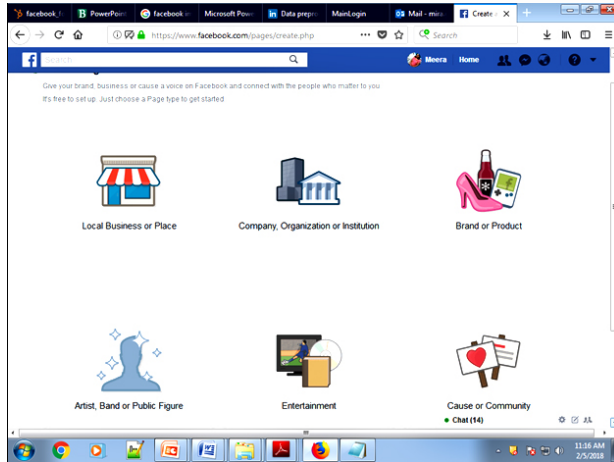 facebook_f
PowerPoin
facebook in
Microsoft Powe
Data prepro
MainLogin
Mail - mira
Create a
https://www.facebook.com/pages/create.php
Search
Search
Meera
Home
Give your brand, business or cause a voice on Facebook and connect with the people who matter to you.
It's free to set up. Just choose a Page type to get started.
Local Business or Place
Company, Organization or Institution
Brand or Product
Artist, Band or Public Figure
Entertainment
Cause or Community
Chat (14)
11:16 AM
2/5/2018